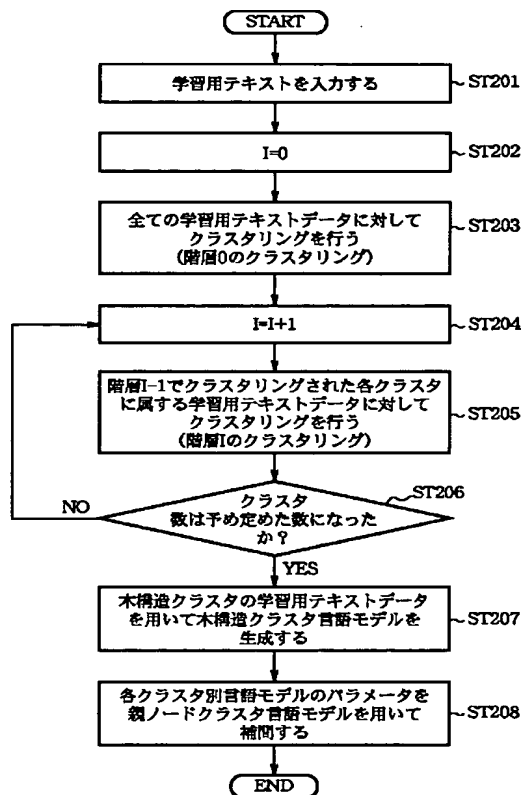 START
学習用テキストを入力する
ST201
I=0
ST202
全ての学習用テキストデータに対して
クラスタリングを行う
(階層0のクラスタリング)
ST203
I=I+1
ST204
階層I-1でクラスタリングされた各クラスタ
に属する学習用テキストデータに対して
クラスタリングを行う
(階層Iのクラスタリング)
ST205
クラスタ
数は予め定めた数になった
か？
ST206
NO
YES
木構造クラスタの学習用テキストデータ
を用いて木構造クラスタ言語モデルを
生成する
ST207
各クラスタ別言語モデルのパラメータを
親ノードクラスタ言語モデルを用いて
補間する
ST208
END